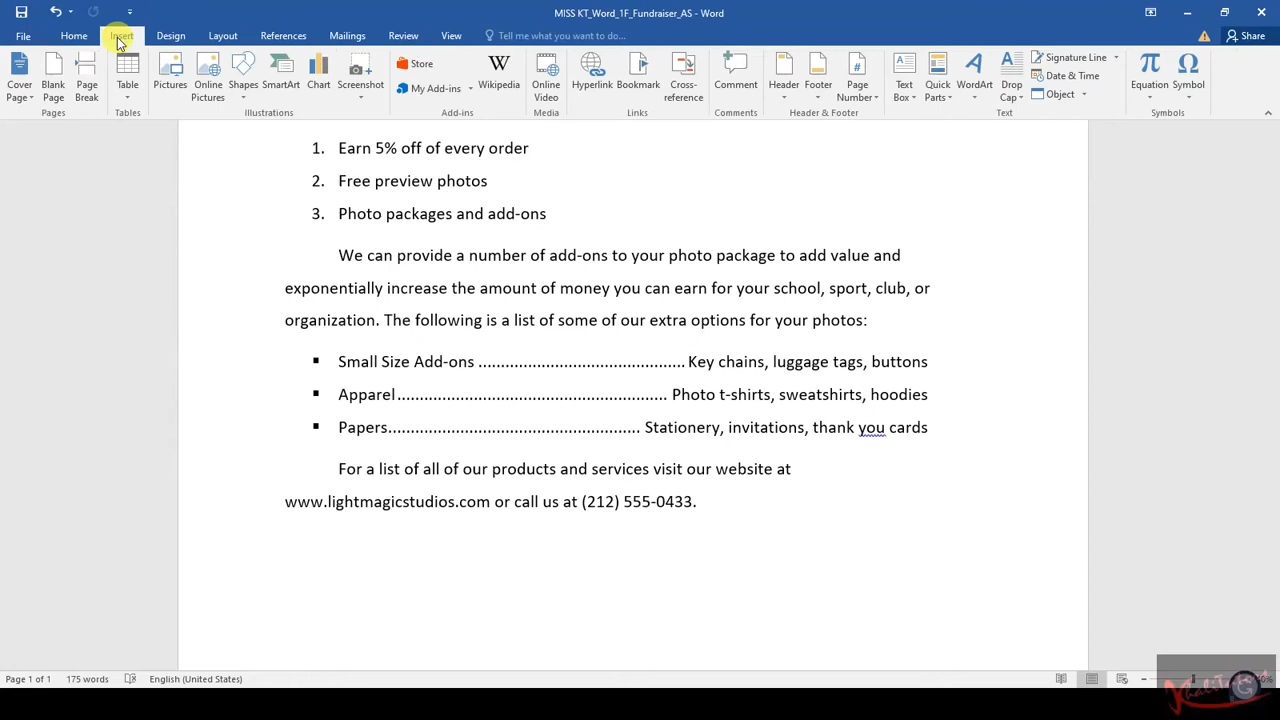 MISS KT_Word_1F_Fundraiser_AS - Word
File Home Insert Design Layout References Mailings Review View Tell me what you want to do... Share
Cover Page Blank Page Page Break Table Pictures Online Pictures Shapes SmartArt Chart Screenshot Store My Add-ins Wikipedia Online Video Hyperlink Bookmark Cross-reference Comment Header Footer Page Number Text Box Quick Parts WordArt Drop Cap Signature Line Date & Time Object Equation Symbol
Pages Tables Illustrations Add-ins Media Links Comments Header & Footer Text Symbols
1. Earn 5% off of every order
2. Free preview photos
3. Photo packages and add-ons
We can provide a number of add-ons to your photo package to add value and
exponentially increase the amount of money you can earn for your school, sport, club, or
organization. The following is a list of some of our extra options for your photos:
▪ Small Size Add-ons .............................................. Key chains, luggage tags, buttons
▪ Apparel............................................................ Photo t-shirts, sweatshirts, hoodies
▪ Papers........................................................ Stationery, invitations, thank you cards
For a list of all of our products and services visit our website at
www.lightmagicstudios.com or call us at (212) 555-0433.
Page 1 of 1 175 words English (United States)